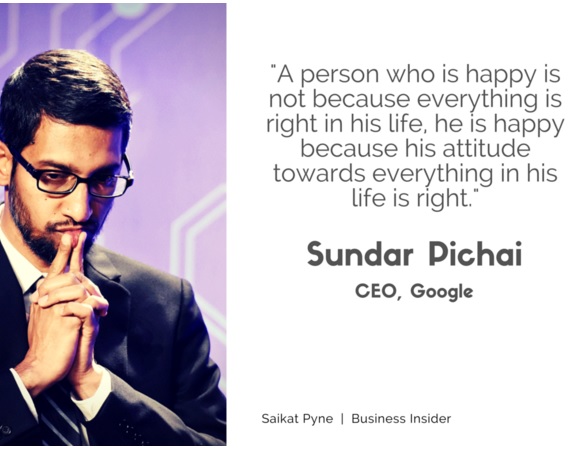 "A person who is happy is
not because everything is
right in his life, he is happy
because his attitude
towards everything in his
life is right."
Sundar Pichai
CEO, Google
Saikat Pyne | Business Insider